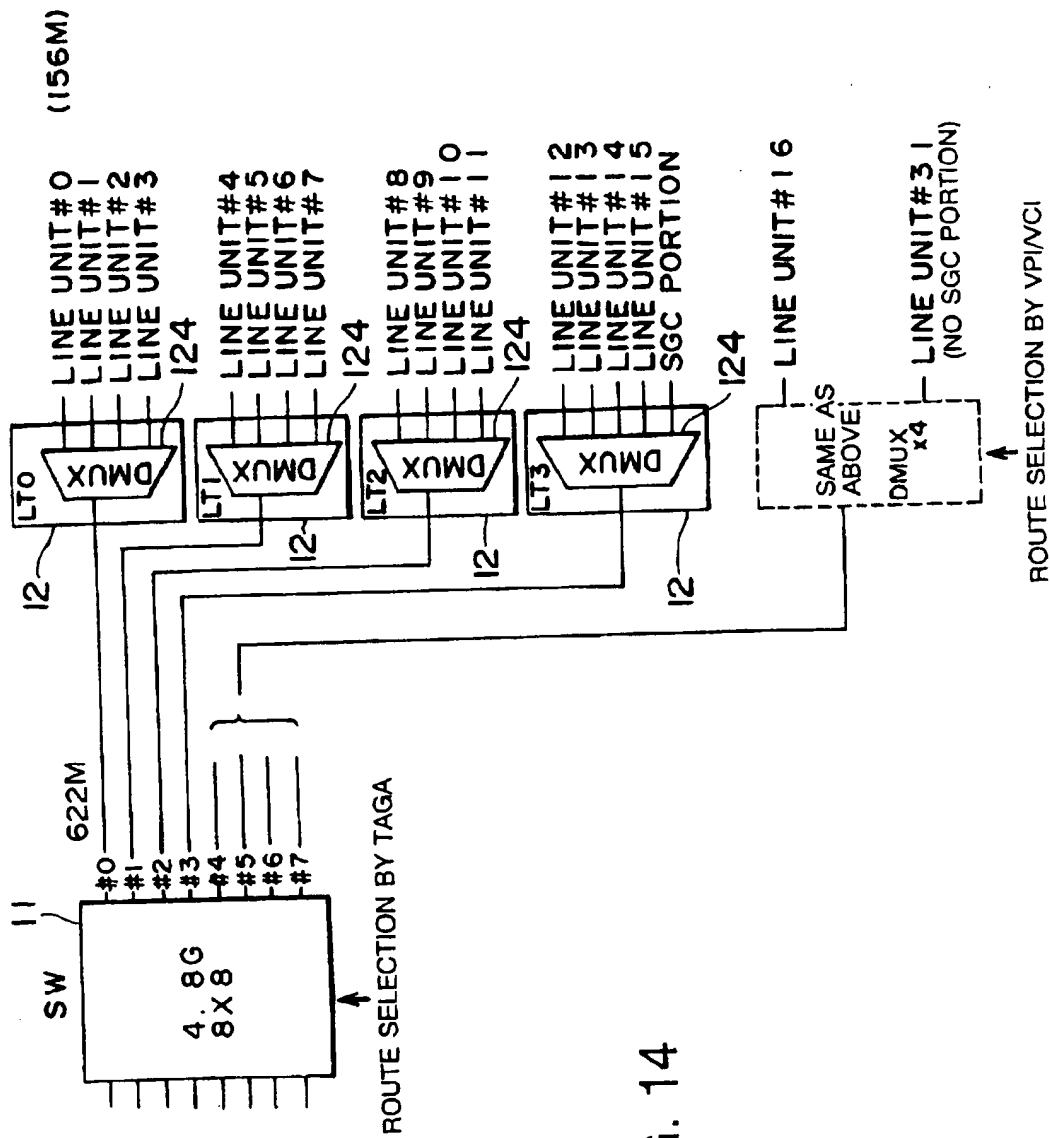 (156M)
SW
11
4. 8G
8X8
622M
#0
#1
#2
#3
#4
#5
#6
#7
ROUTE SELECTION BY TAGA
12
LT0
DMUX
124
LINE UNIT#0
LINE UNIT#1
LINE UNIT#2
LINE UNIT#3
12
LT1
DMUX
124
LINE UNIT#4
LINE UNIT#5
LINE UNIT#6
LINE UNIT#7
12
LT2
DMUX
124
LINE UNIT#8
LINE UNIT#9
LINE UNIT#10
LINE UNIT#11
12
LT3
DMUX
124
LINE UNIT#12
LINE UNIT#13
LINE UNIT#14
LINE UNIT#15
SGC PORTION
SAME AS
ABOVE
DMUX
x4
LINE UNIT#16
LINE UNIT#31
(NO SGC PORTION)
ROUTE SELECTION BY VPI/VCI
14